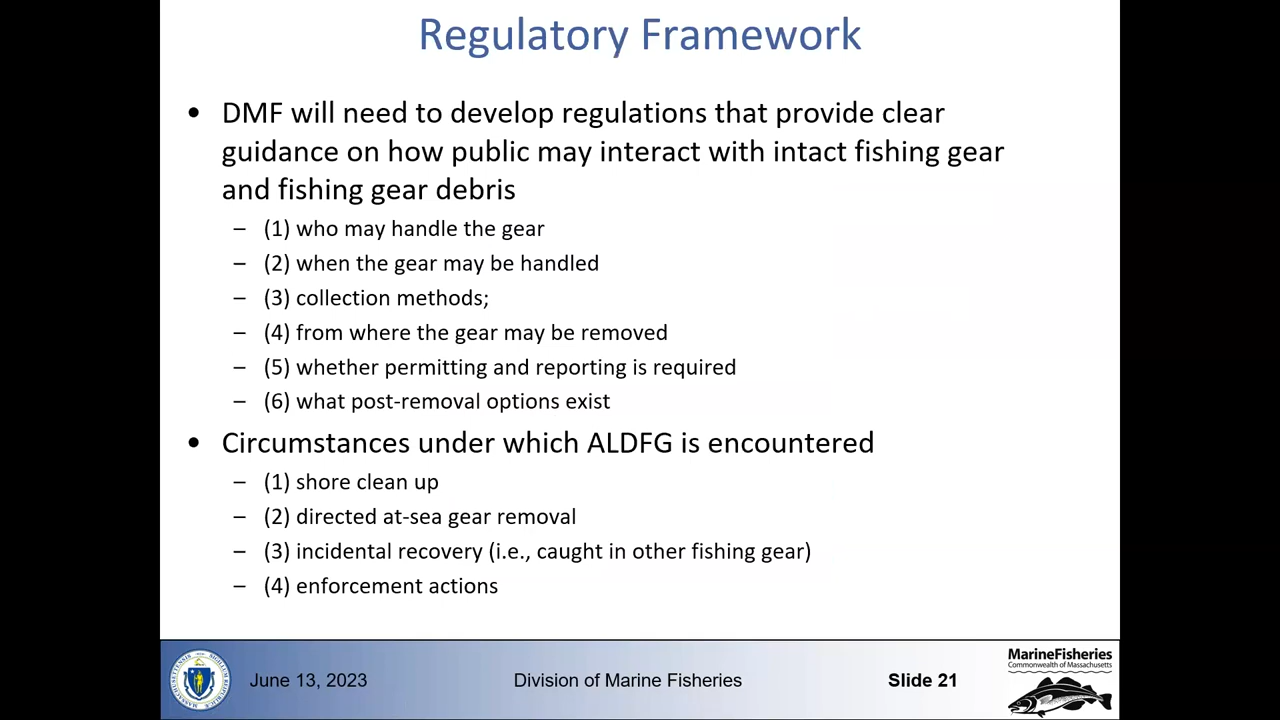 Regulatory Framework
• DMF will need to develop regulations that provide clear
guidance on how public may interact with intact fishing gear
and fishing gear debris
– (1) who may handle the gear
– (2) when the gear may be handled
– (3) collection methods;
– (4) from where the gear may be removed
– (5) whether permitting and reporting is required
– (6) what post-removal options exist
• Circumstances under which ALDFG is encountered
– (1) shore clean up
– (2) directed at-sea gear removal
– (3) incidental recovery (i.e., caught in other fishing gear)
– (4) enforcement actions
June 13, 2023
Division of Marine Fisheries
Slide 21
MarineFisheries
Commonwealth of Massachusetts